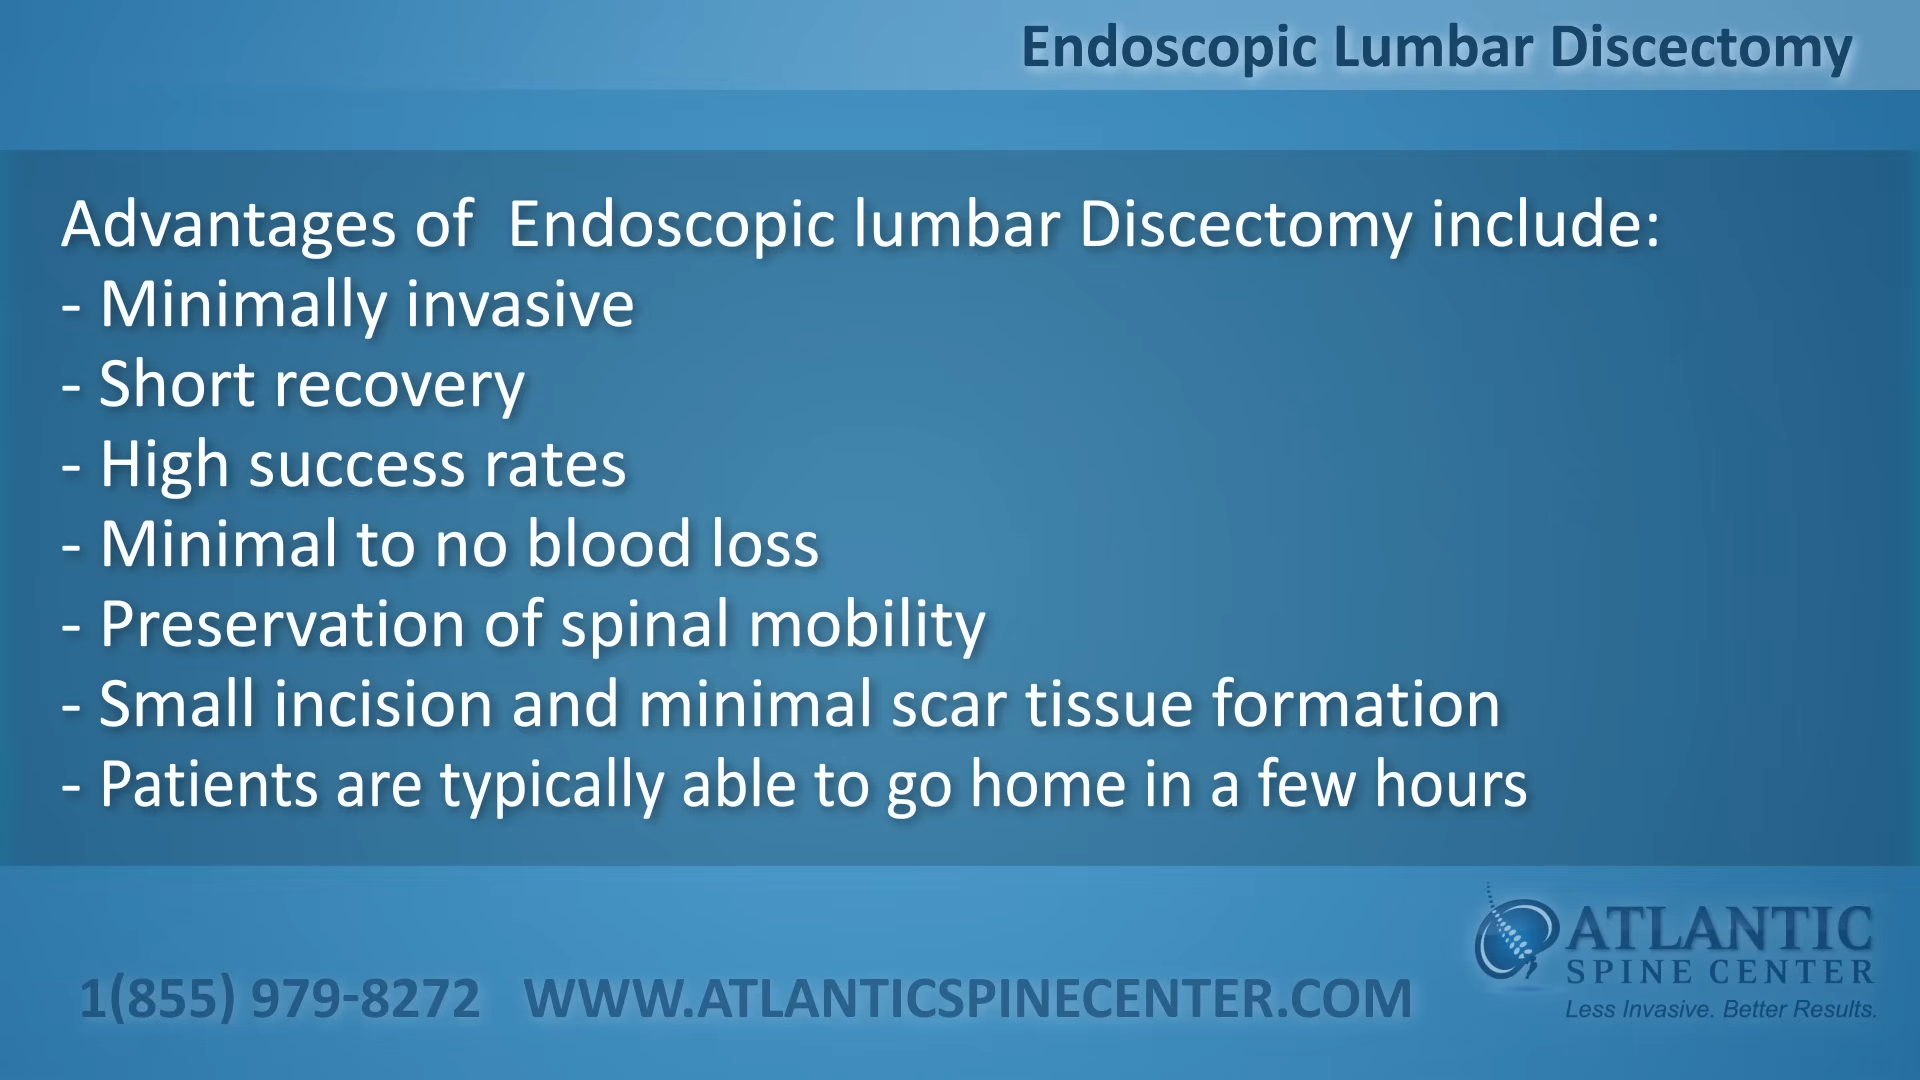 Endoscopic Lumbar Discectomy
Advantages of  Endoscopic lumbar Discectomy include:
- Minimally invasive
- Short recovery
- High success rates
- Minimal to no blood loss
- Preservation of spinal mobility
- Small incision and minimal scar tissue formation
- Patients are typically able to go home in a few hours
ATLANTIC
SPINE CENTER
Less Invasive. Better Results.
1(855) 979-8272   WWW.ATLANTICSPINECENTER.COM